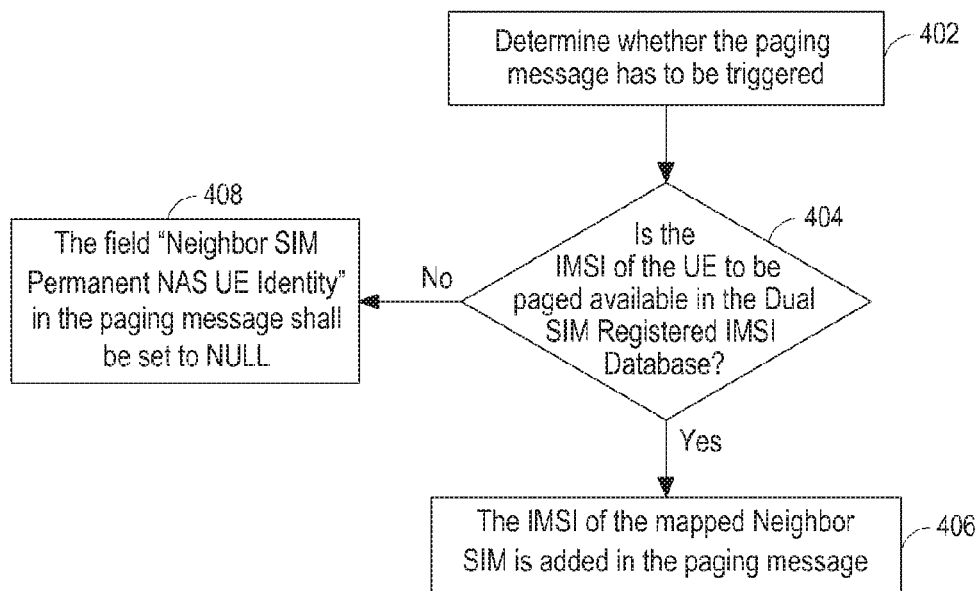 Determine whether the paging
message has to be triggered
402
408
The field “Neighbor SIM
Permanent NAS UE Identity”
in the paging message shall
be set to NULL
No
404
Is the
IMSI of the UE to be
paged available in the Dual
SIM Registered IMSI
Database?
Yes
The IMSI of the mapped Neighbor
SIM is added in the paging message
406